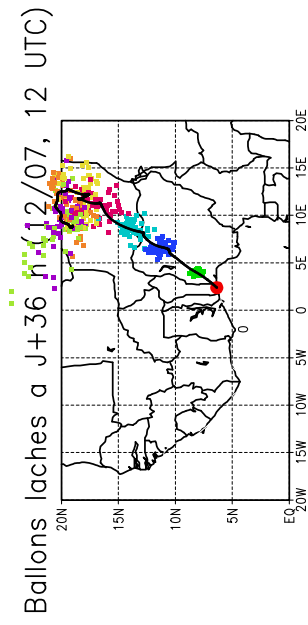 Ballons laches a J+36 h (12/07, 12 UTC)
20N
15N
10N
5N
EQ
20W
15W
10W
5W
0
5E
10E
15E
20E
0